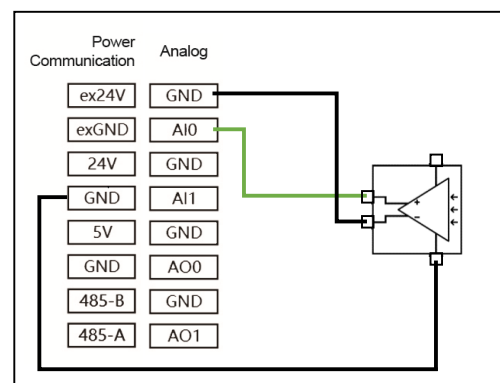 Power
Communication
Analog
ex24V GND
exGND AI0
24V GND
GND AI1
5V GND
GND AO0
485-B GND
485-A AO1
+
−